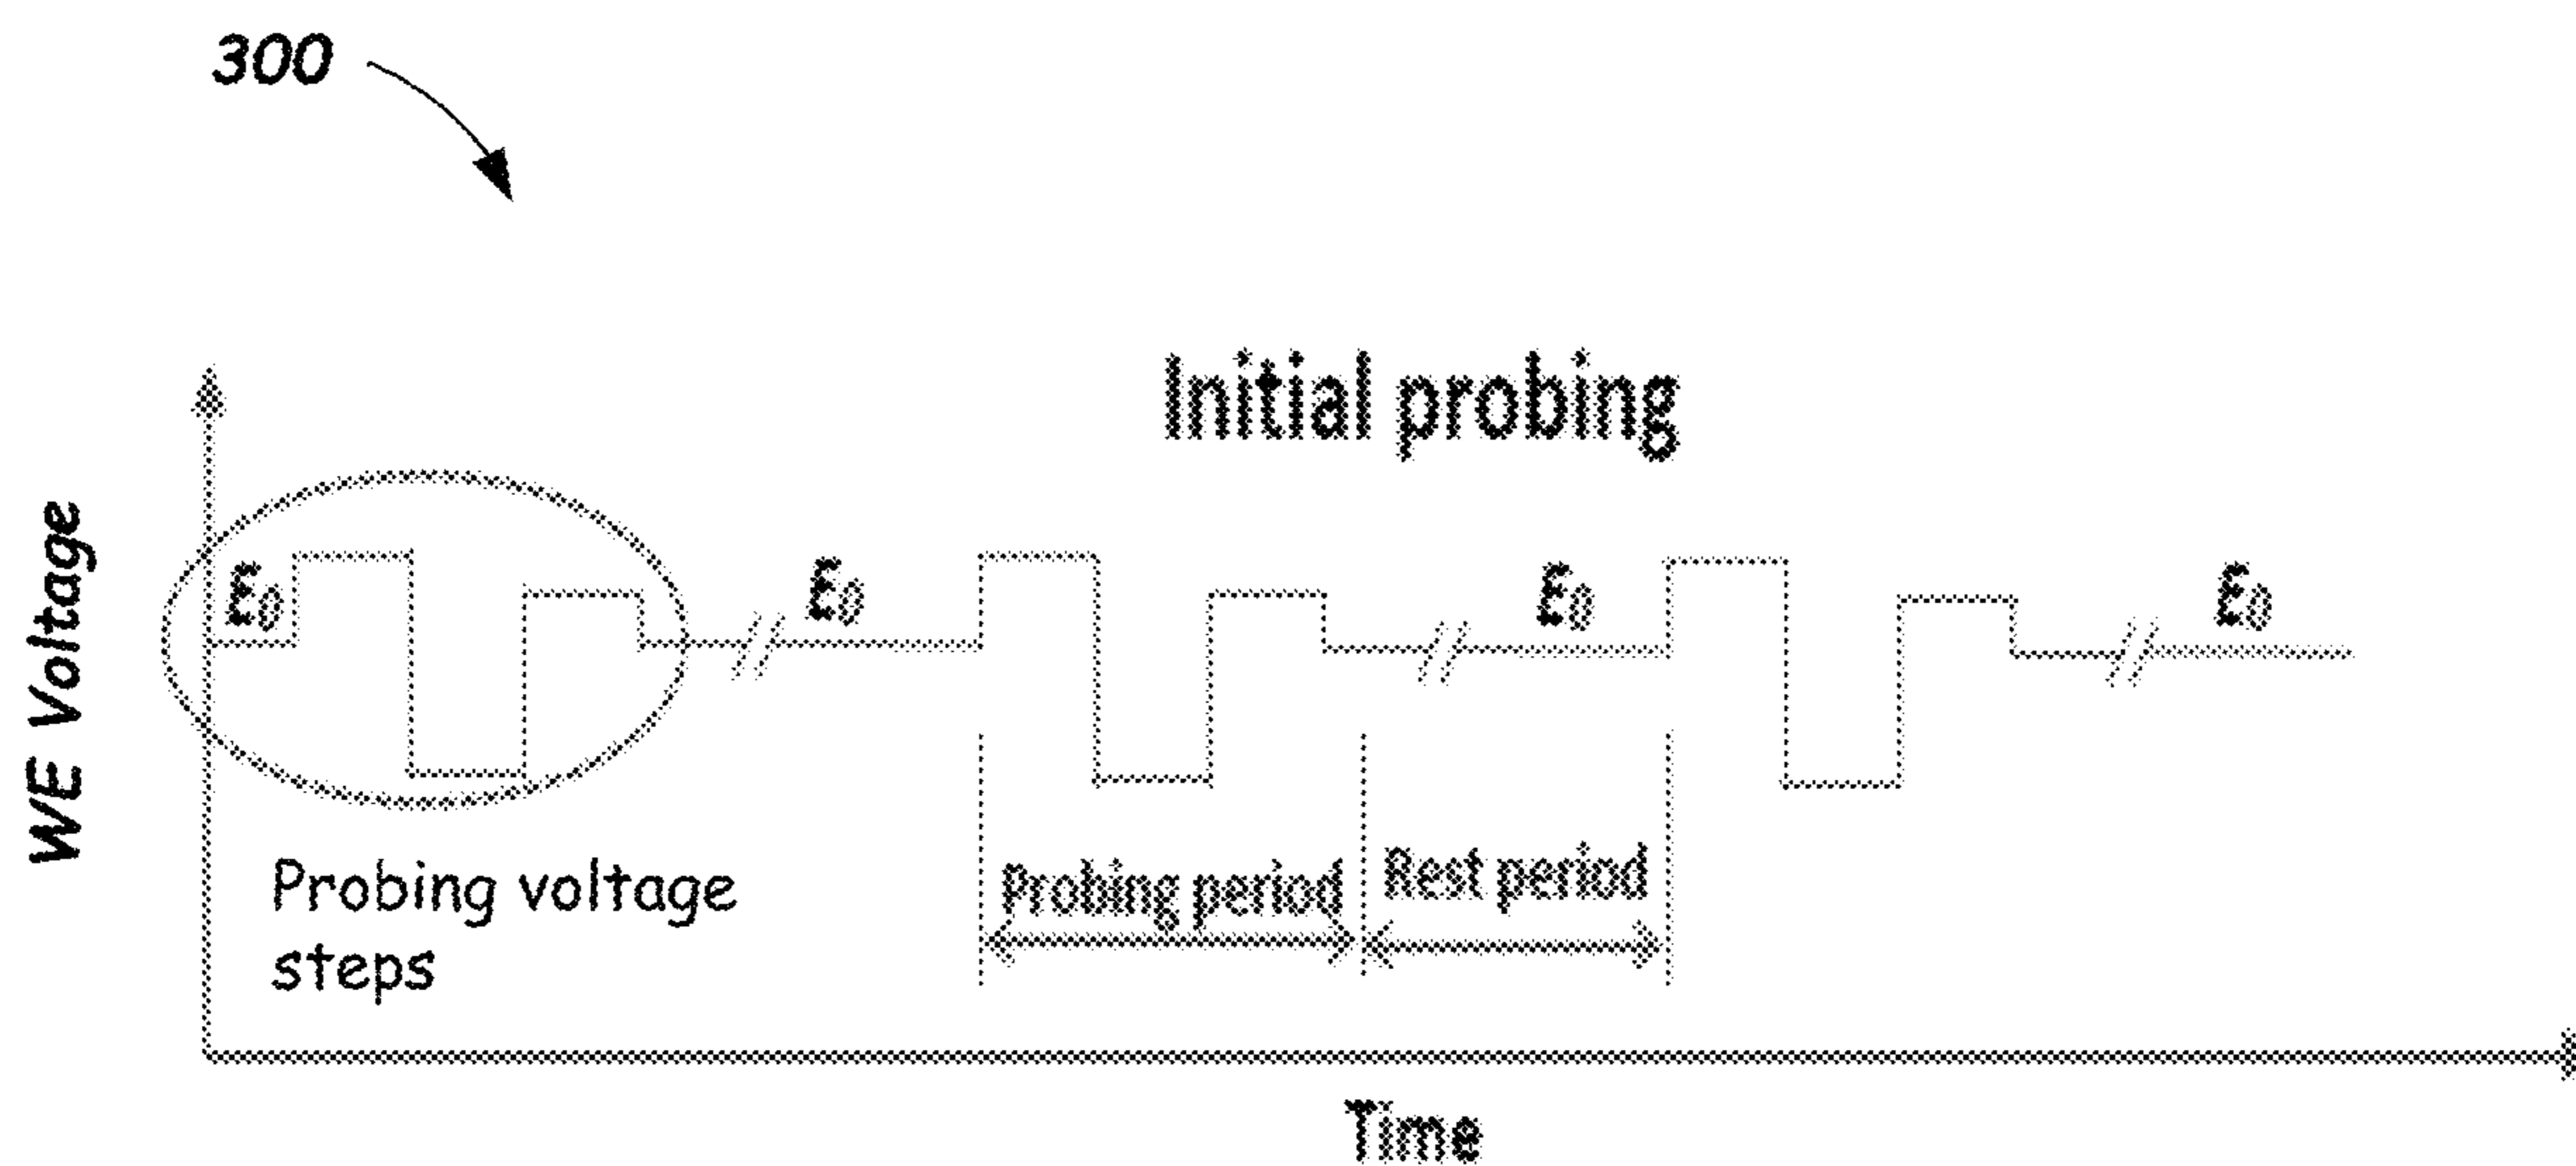 300
Initial probing
WE Voltage
E0
E0
E0
E0
Probing voltage
steps
Probing period
Rest period
Time